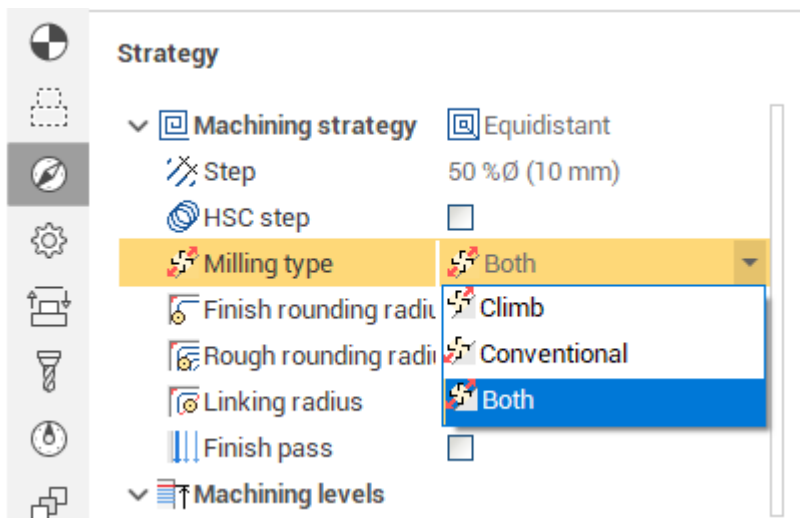 Strategy
Machining strategy Equidistant
Step 50 %Ø (10 mm)
HSC step
Milling type Both
Finish rounding radiu Climb
Rough rounding radiu Conventional
Linking radius Both
Finish pass
Machining levels